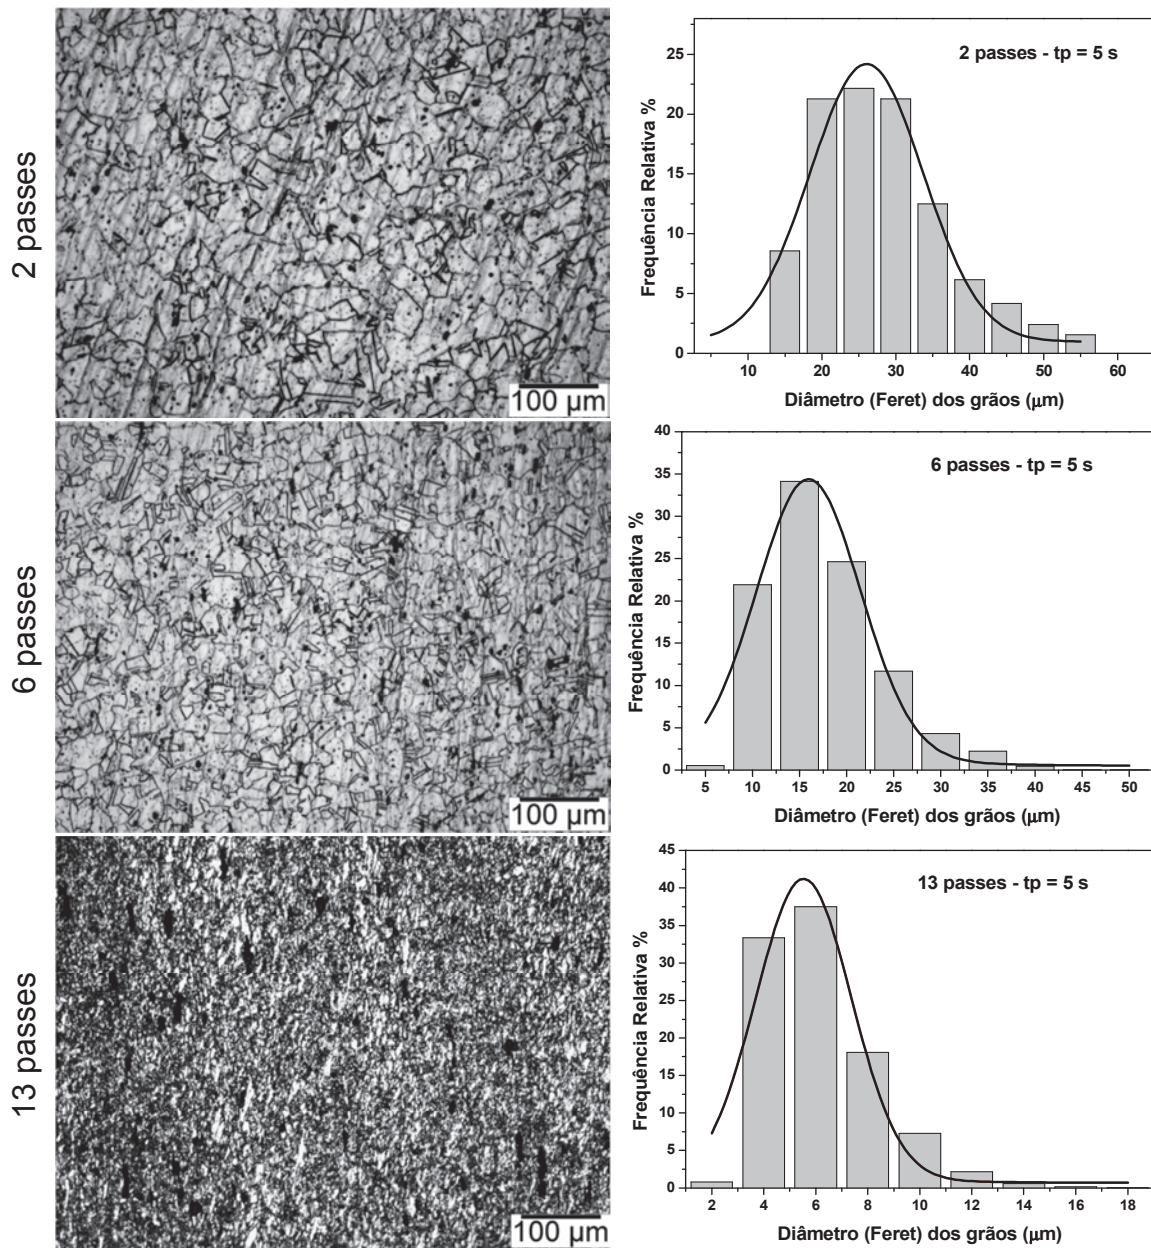 2 passes
100 µm
2 passes - tp = 5 s
Frequência Relativa %
25
20
15
10
5
0
10 20 30 40 50 60
Diâmetro (Feret) dos grãos (µm)
6 passes
100 µm
6 passes - tp = 5 s
Frequência Relativa %
40
35
30
25
20
15
10
5
0
5 10 15 20 25 30 35 40 45 50
Diâmetro (Feret) dos grãos (µm)
13 passes
100 µm
13 passes - tp = 5 s
Frequência Relativa %
45
40
35
30
25
20
15
10
5
0
2 4 6 8 10 12 14 16 18
Diâmetro (Feret) dos grãos (µm)